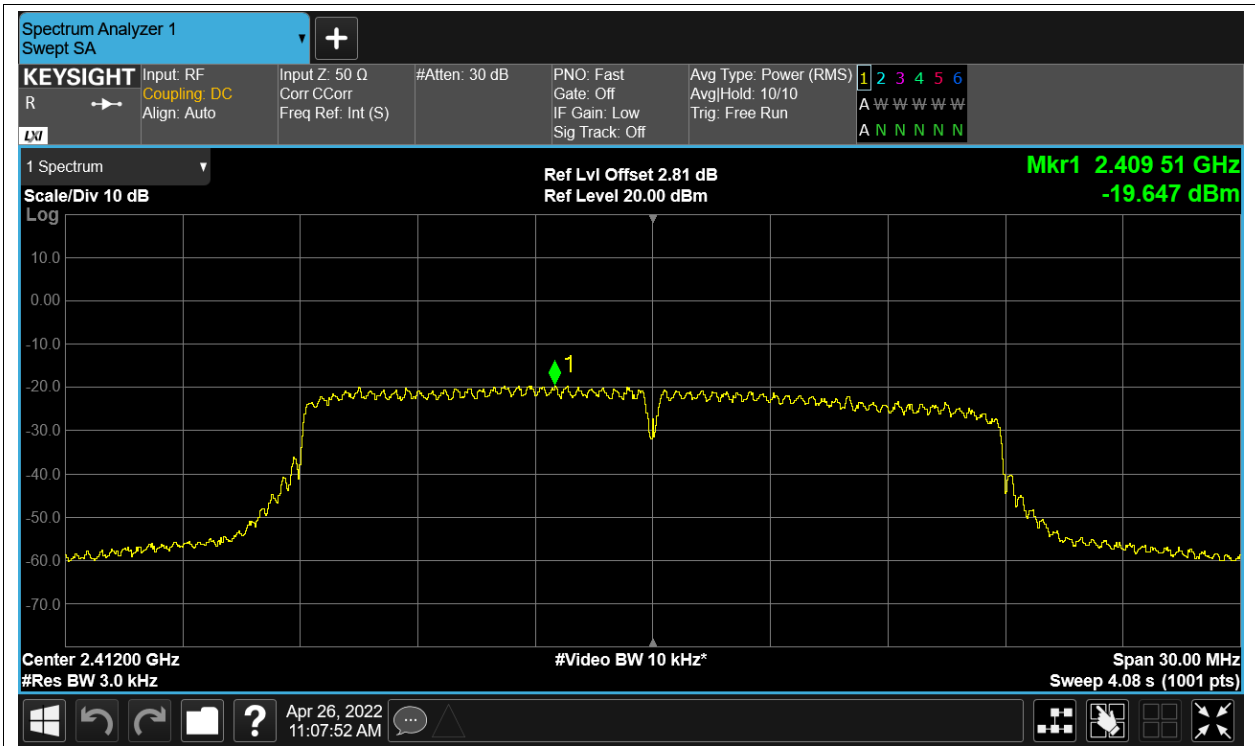 Spectrum Analyzer 1
Swept SA
KEYSIGHT
R
LXI
Input: RF
Coupling: DC
Align: Auto
Input Z: 50 Ω
Corr CCorr
Freq Ref: Int (S)
#Atten: 30 dB
PNO: Fast
Gate: Off
IF Gain: Low
Sig Track: Off
Avg Type: Power (RMS)
Avg|Hold: 10/10
Trig: Free Run
1 2 3 4 5 6
A W W W W W
A N N N N N
1 Spectrum
Scale/Div 10 dB
Log
Ref Lvl Offset 2.81 dB
Ref Level 20.00 dBm
Mkr1 2.409 51 GHz
-19.647 dBm
10.0
0.00
-10.0
1
-20.0
-30.0
-40.0
-50.0
-60.0
-70.0
Center 2.41200 GHz
#Res BW 3.0 kHz
#Video BW 10 kHz*
Span 30.00 MHz
Sweep 4.08 s (1001 pts)
?
Apr 26, 2022
11:07:52 AM